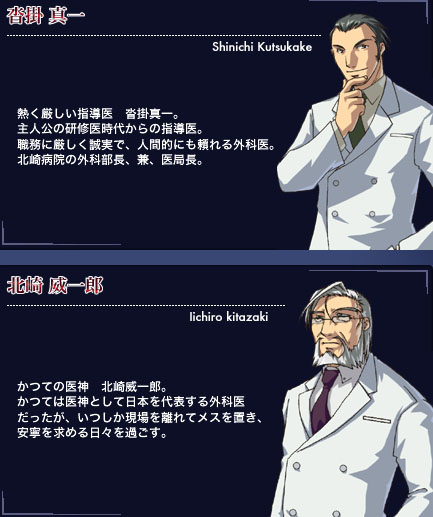 沓掛 真一
Shinichi Kutsukake
熱く厳しい指導医　沓掛真一。
主人公の研修医時代からの指導医。
職務に厳しく誠実で、人間的にも頼れる外科医。
北崎病院の外科部長、兼、医局長。
北崎 威一郎
Iichiro kitazaki
かつての医神　北崎威一郎。
かつては医神として日本を代表する外科医
だったが、いつしか現場を離れてメスを置き、
安寧を求める日々を過ごす。